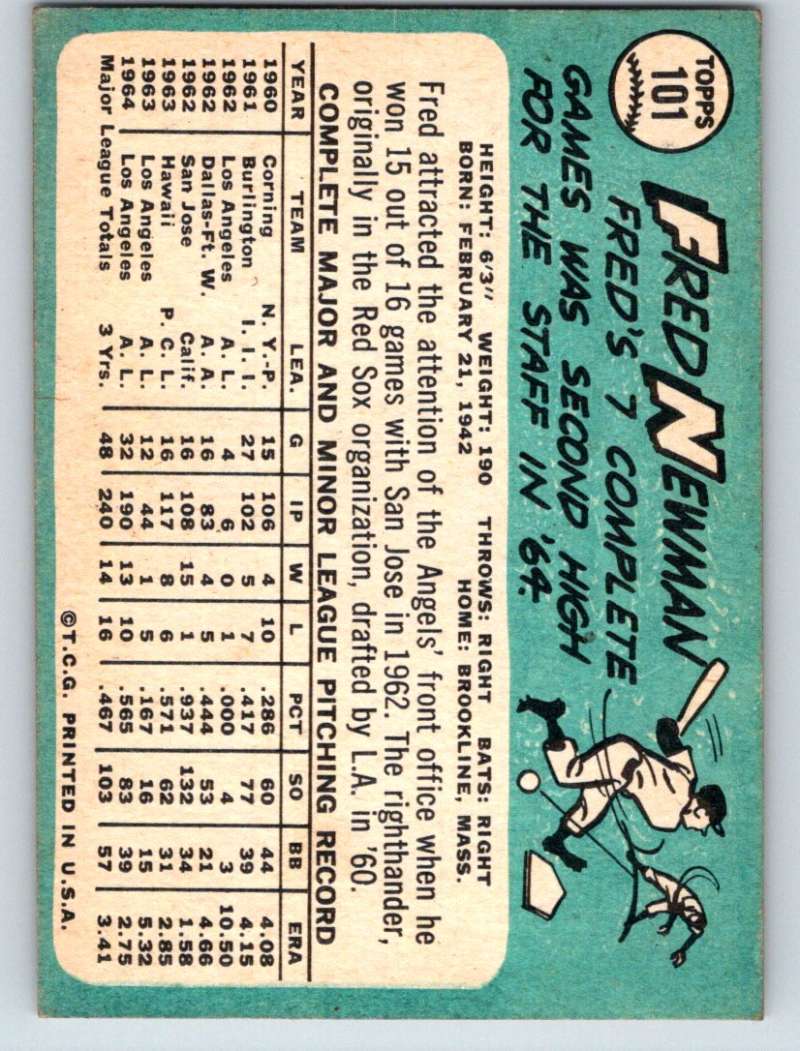 TOPPS
101
FRED NEWMAN
FRED'S 7 COMPLETE
GAMES WAS SECOND HIGH
FOR THE STAFF IN '64.
HEIGHT: 6'3" WEIGHT: 190 THROWS: RIGHT BATS: RIGHT
BORN: FEBRUARY 21, 1942 HOME: BROOKLINE, MASS.
Fred attracted the attention of the Angels' front office when he
won 15 out of 16 games with San Jose in 1962. The righthander,
originally in the Red Sox organization, drafted by L.A. in '60.
COMPLETE MAJOR AND MINOR LEAGUE PITCHING RECORD
YEAR TEAM LEA. G IP W L PCT SO BB ERA
1960 Corning N. Y.-P. 15 106 4 10 .286 60 44 4.08
1961 Burlington I. I. I. 27 102 5 7 .417 77 39 4.15
1962 Los Angeles A. L. 4 6 0 1 .000 4 3 10.50
1962 Dallas-Ft. W. A. A. 16 83 4 5 .444 53 21 4.66
1962 San Jose Calif. 16 108 15 1 .937 132 34 1.58
1963 Hawaii P. C. L. 16 117 8 6 .571 62 31 2.85
1963 Los Angeles A. L. 12 44 1 5 .167 16 15 5.32
1964 Los Angeles A. L. 32 190 13 10 .565 83 39 2.75
Major League Totals 3 Yrs. 48 240 14 16 .467 103 57 3.41
©T.C.G. PRINTED IN U.S.A.